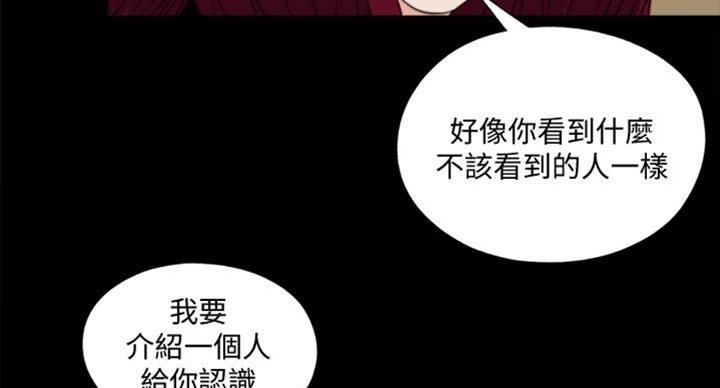 好像你看到什麼
不該看到的人一樣
我要
介紹一個人
給你認識